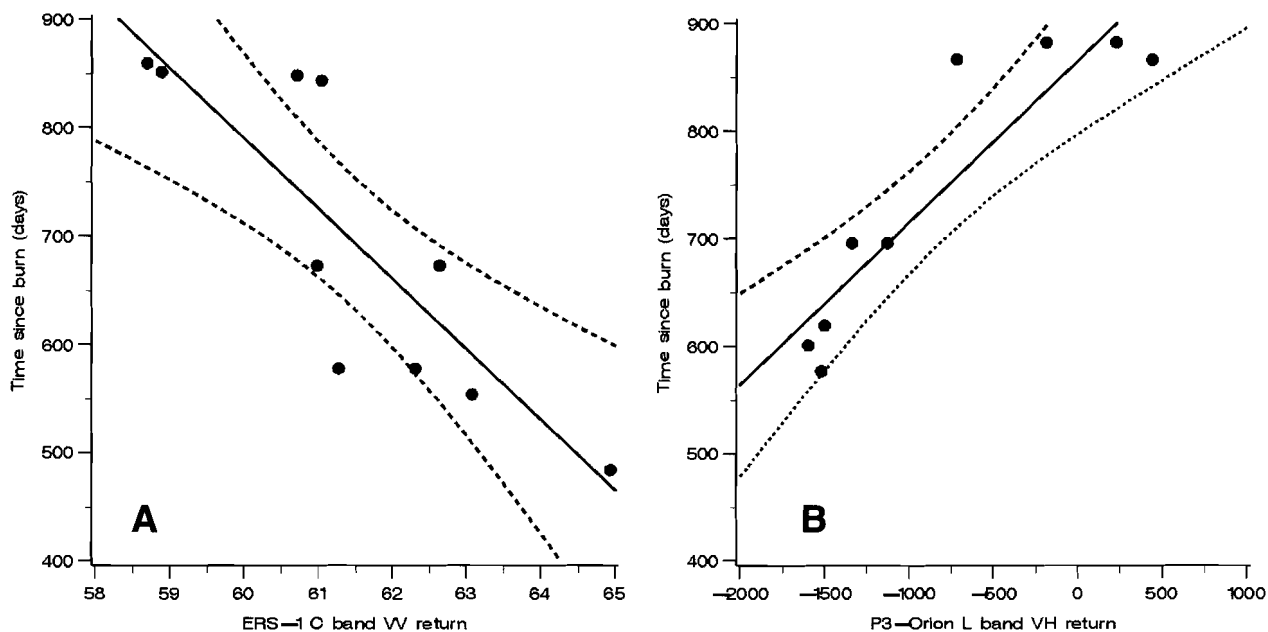 900
800
700
600
500
400
Time since burn (days)
A
58 59 60 61 62 63 64 65
ERS—1 C band VV return
900
800
700
600
500
400
Time since burn (days)
B
—2000 —1500 —1000 —500 0 500 1000
P3—Orion L band VH return